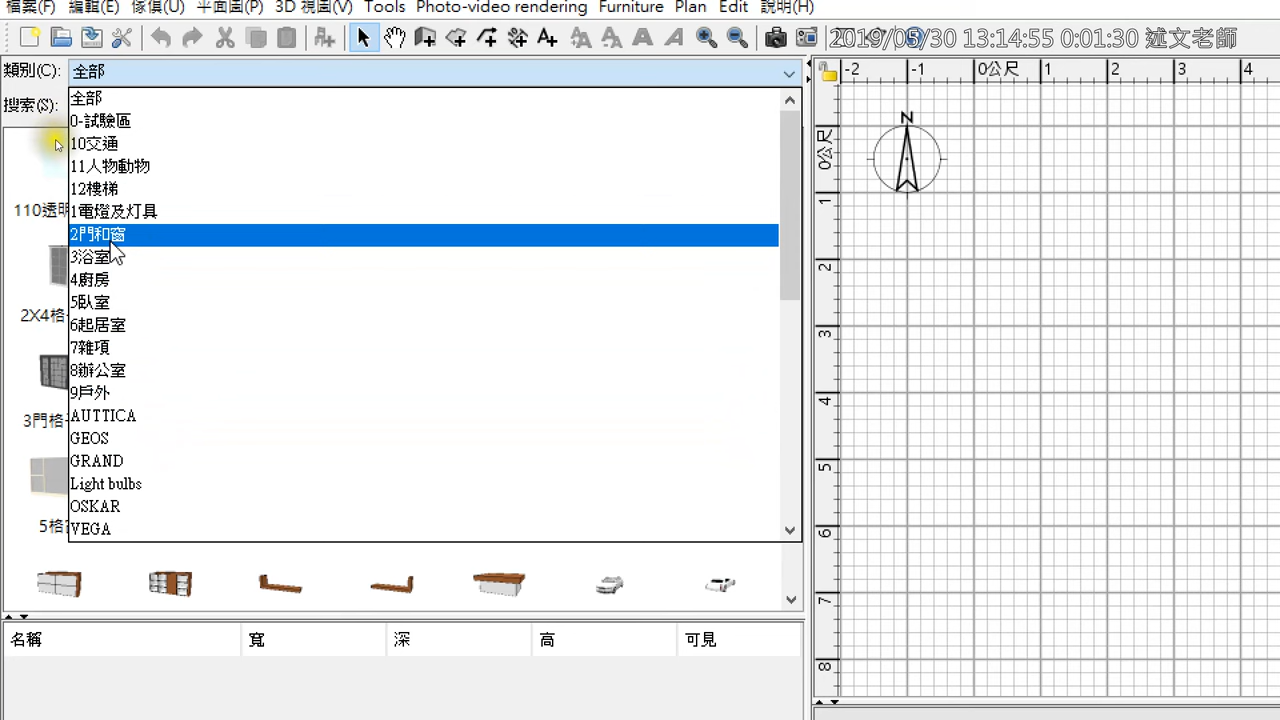 檔案(F) 編輯(E) 傢俱(U) 平面圖(P) 3D 視圖(V) Tools Photo-video rendering Furniture Plan Edit 說明(H)
2019/05/30 13:14:55 0:01:30 述文老師
類別(C): 全部
搜索(S):
全部
0-試驗區
10交通
11人物動物
12樓梯
1電燈及灯具
2門和窗
3浴室
4廚房
5臥室
6起居室
7雜項
8辦公室
9戶外
AUTTICA
GEOS
GRAND
Light bulbs
OSKAR
VEGA
110透明
2X4格
3門格
5格
名稱 寬 深 高 可見
-2 -1 0公尺 1 2 3 4
N
0公尺
1
2
3
4
5
6
7
8